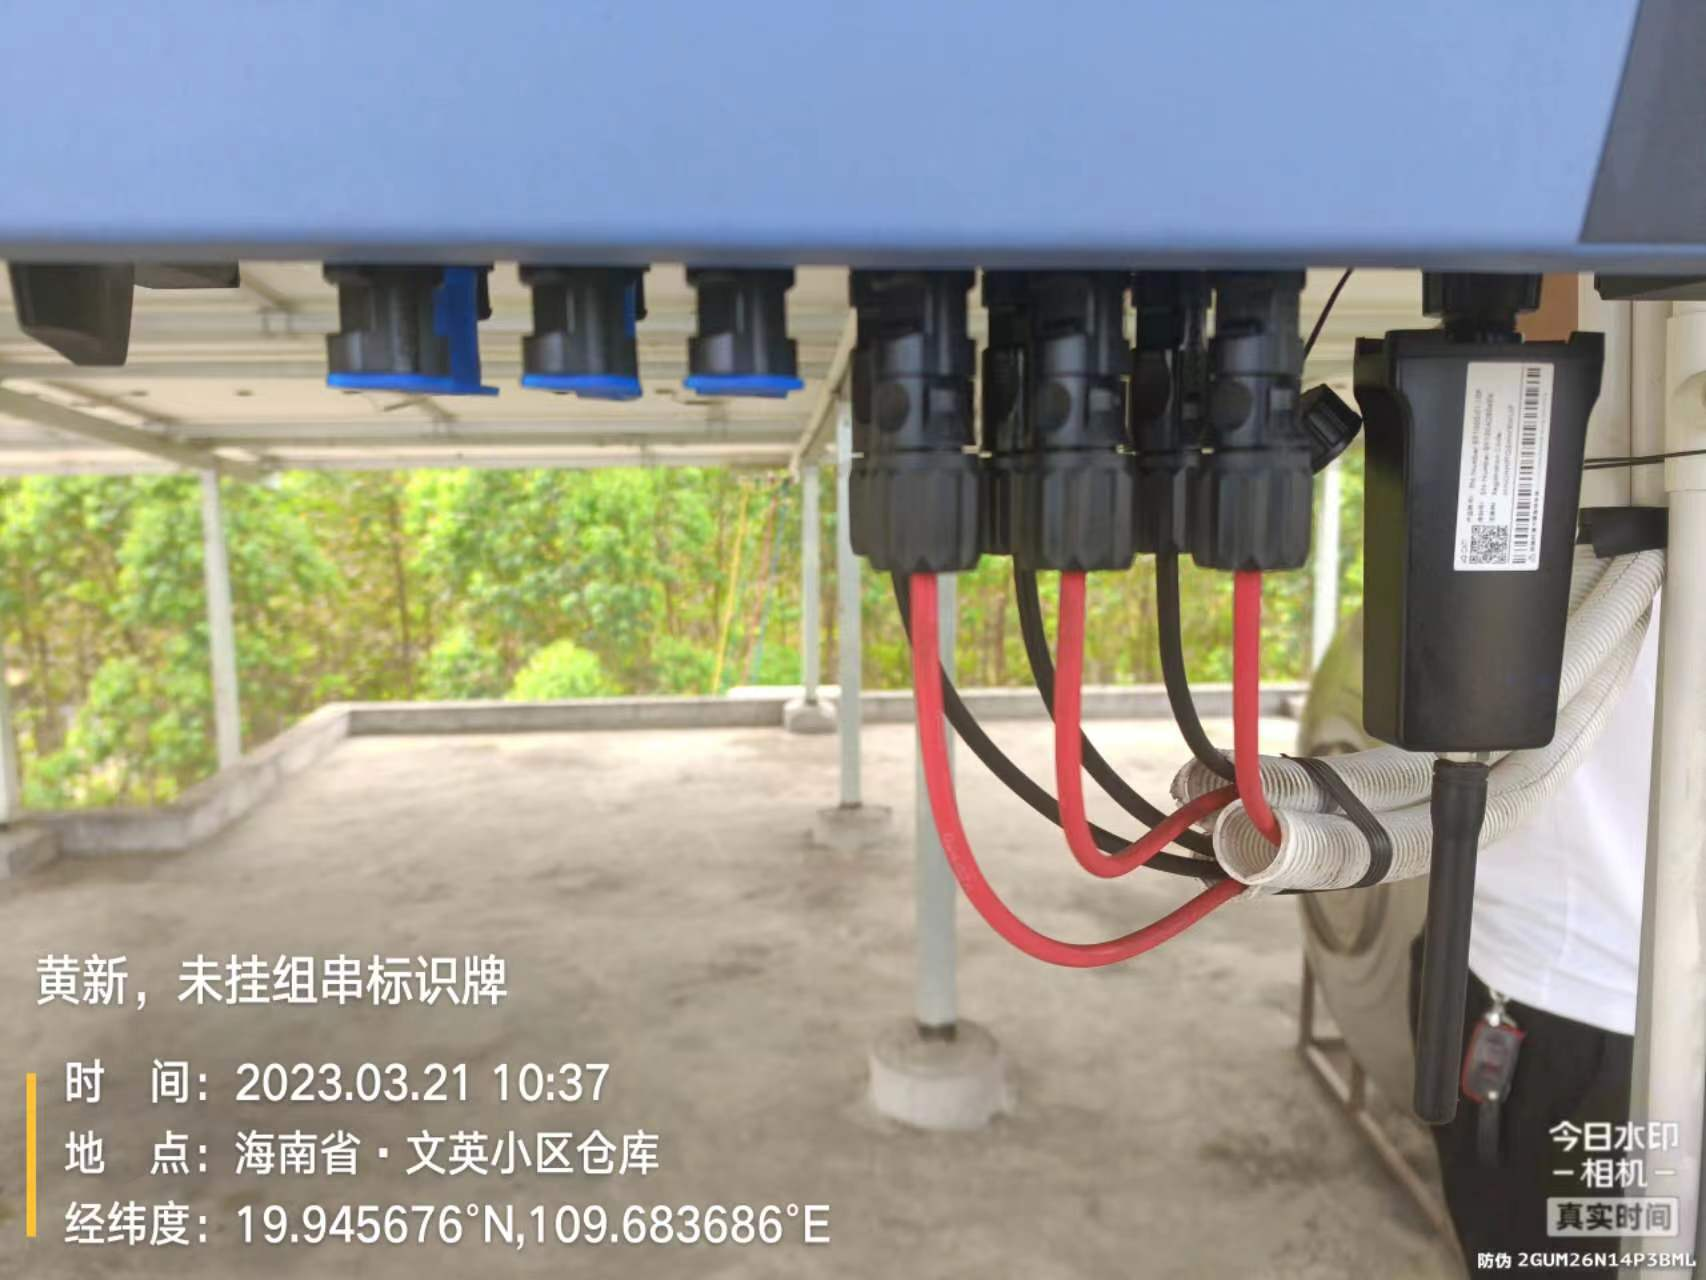 黄新，未挂组串标识牌
时 间：2023.03.21 10:37
地 点：海南省·文英小区仓库
经纬度：19.945676°N,109.683686°E
今日水印
-相机-
真实时间
防伪 2GUM26N14P3BML